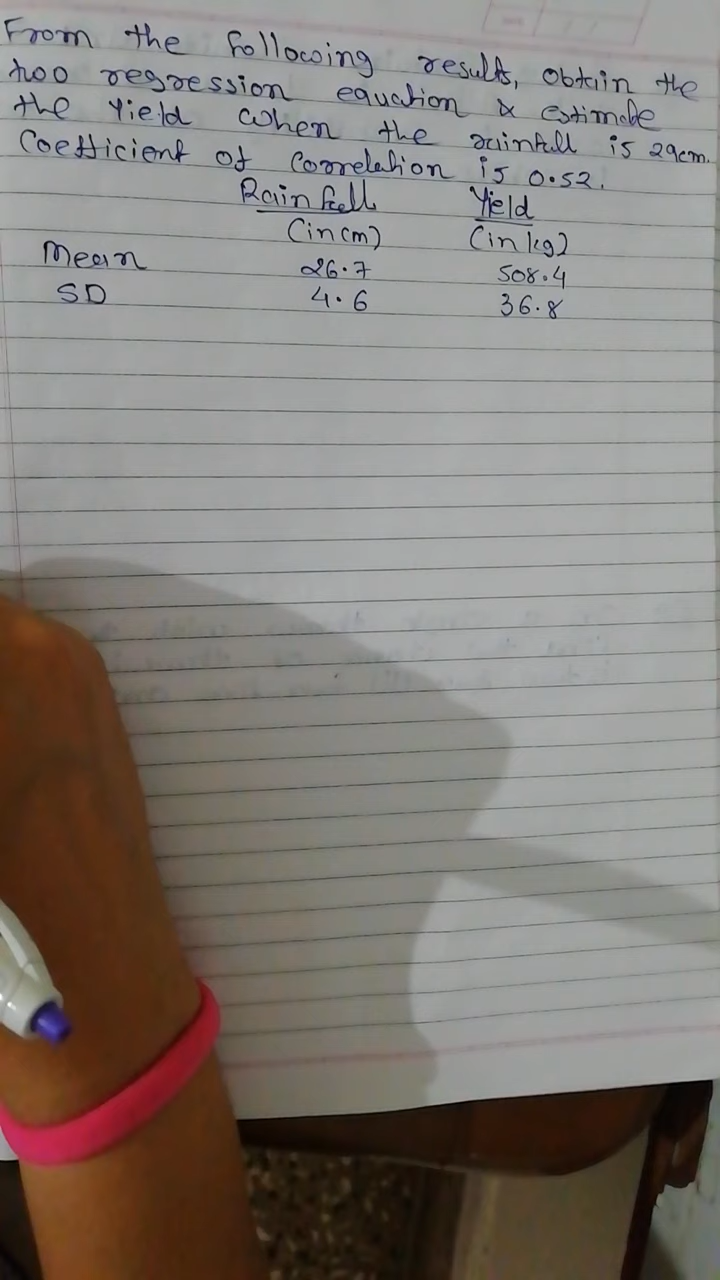 From the following results, obtain the
two regression equation & estimate
the yield when the rainfall is 29cm.
Coefficient of correlation is 0.52.
Rainfall Yield
(in cm) (in kg)
Mean 26.7 508.4
SD 4.6 36.8